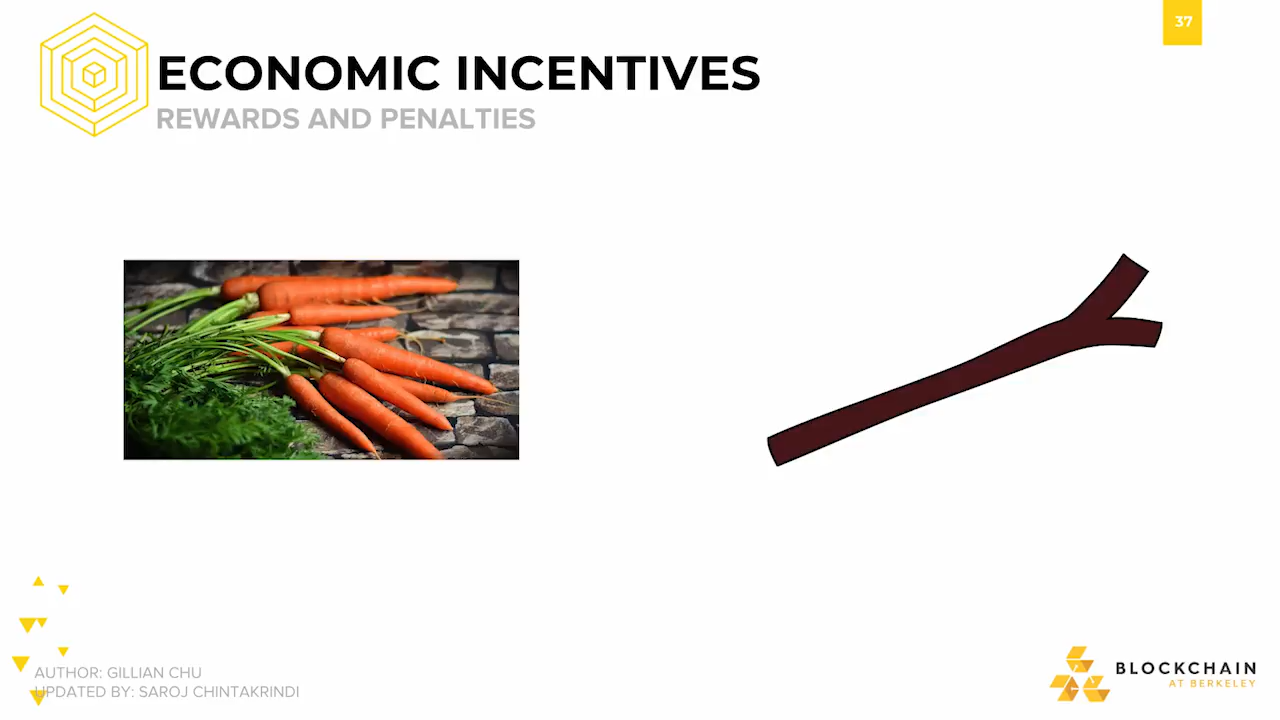 37
ECONOMIC INCENTIVES
REWARDS AND PENALTIES
AUTHOR: GILLIAN CHU
UPDATED BY: SAROJ CHINTAKRINDI
BLOCKCHAIN
AT BERKELEY